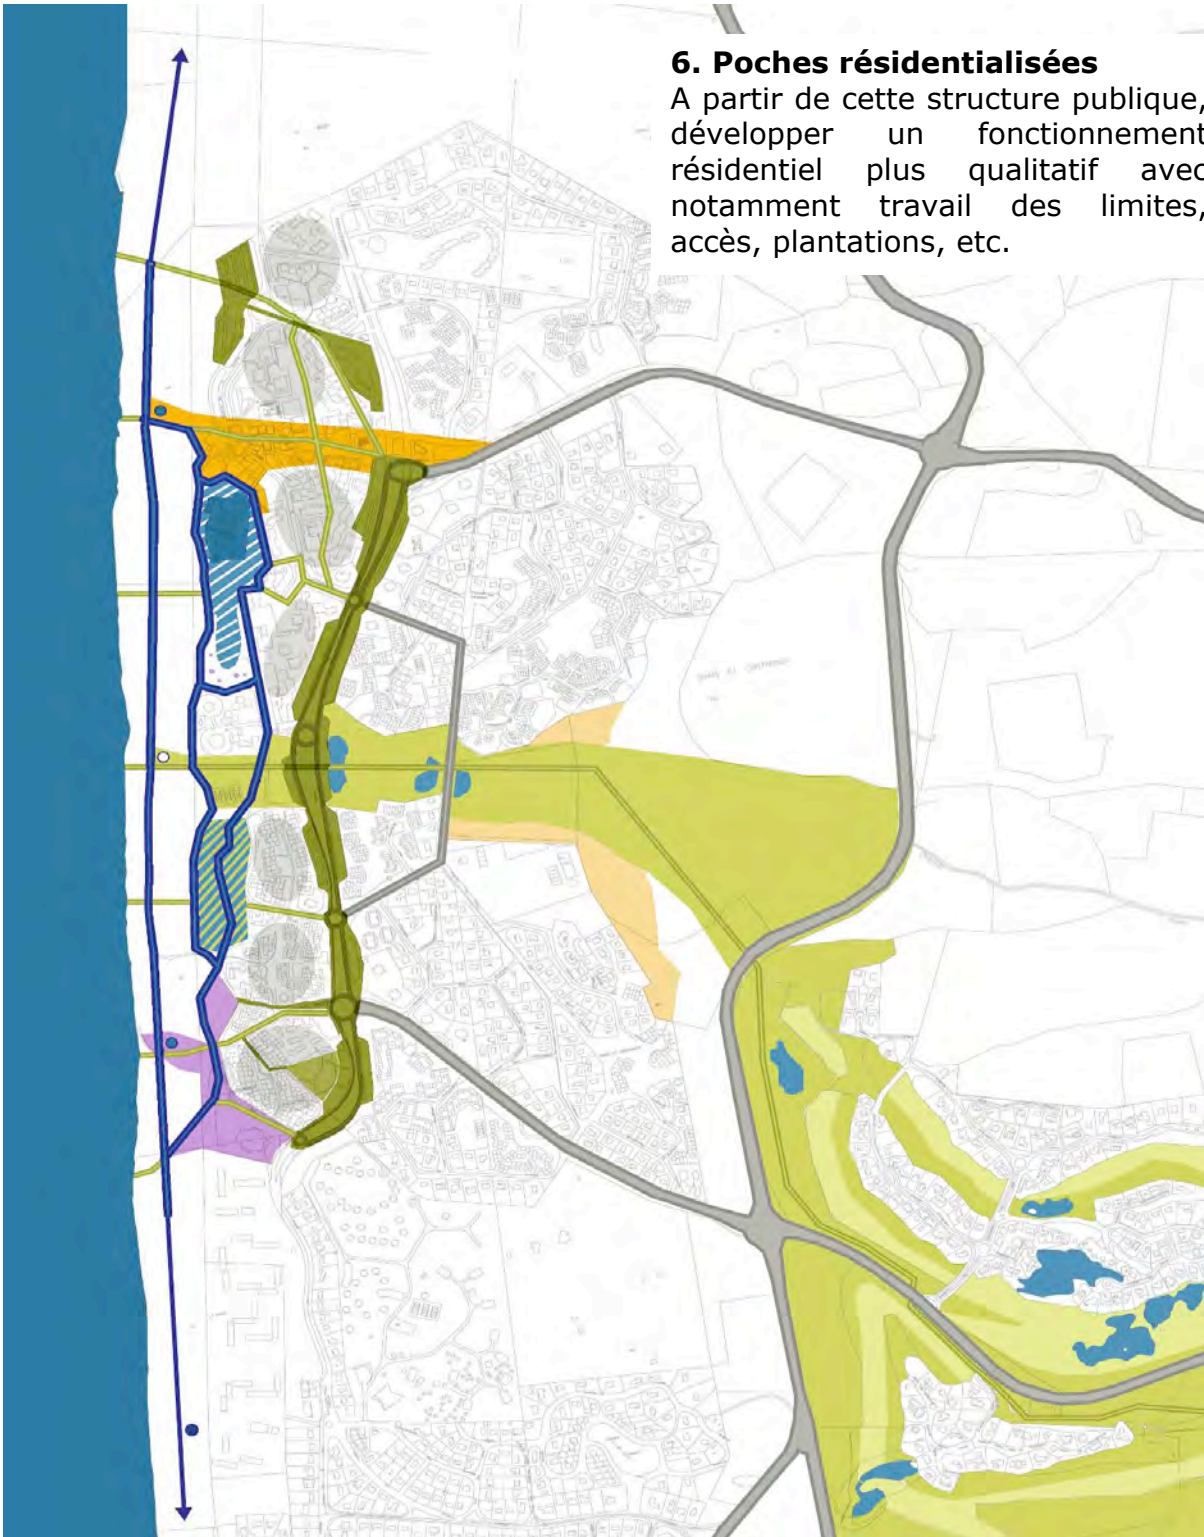 6. Poches résidentialisées
A partir de cette structure publique,
développer un fonctionnement
résidentiel plus qualitatif avec
notamment travail des limites,
accès, plantations, etc.